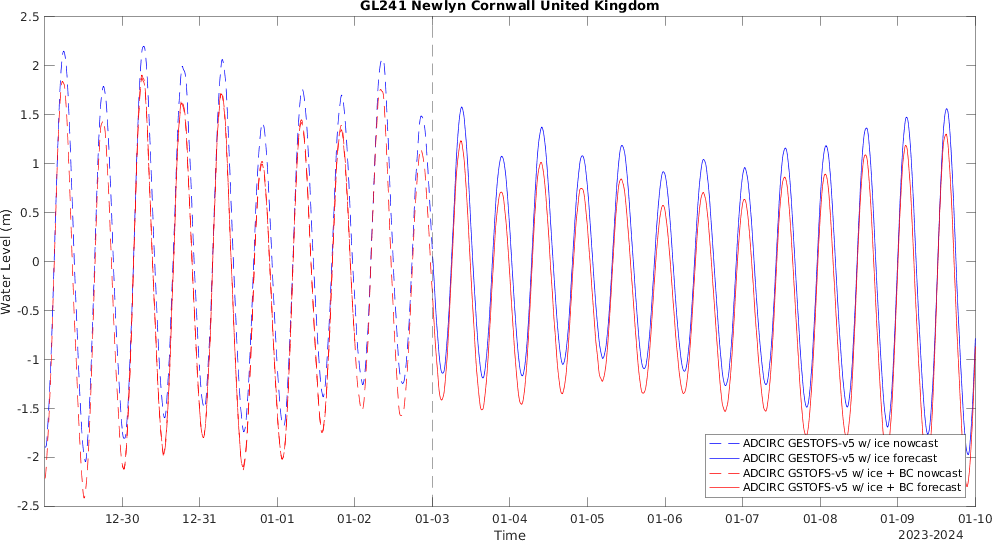 GL241 Newlyn Cornwall United Kingdom
2.5
2
1.5
1
0.5
0
-0.5
-1
-1.5
-2
-2.5
Water Level (m)
ADCIRC GESTOFS-v5 w/ ice nowcast
ADCIRC GESTOFS-v5 w/ ice forecast
ADCIRC GSTOFS-v5 w/ ice + BC nowcast
ADCIRC GSTOFS-v5 w/ ice + BC forecast
12-30 12-31 01-01 01-02 01-03 01-04 01-05 01-06 01-07 01-08 01-09 01-10
Time
2023-2024